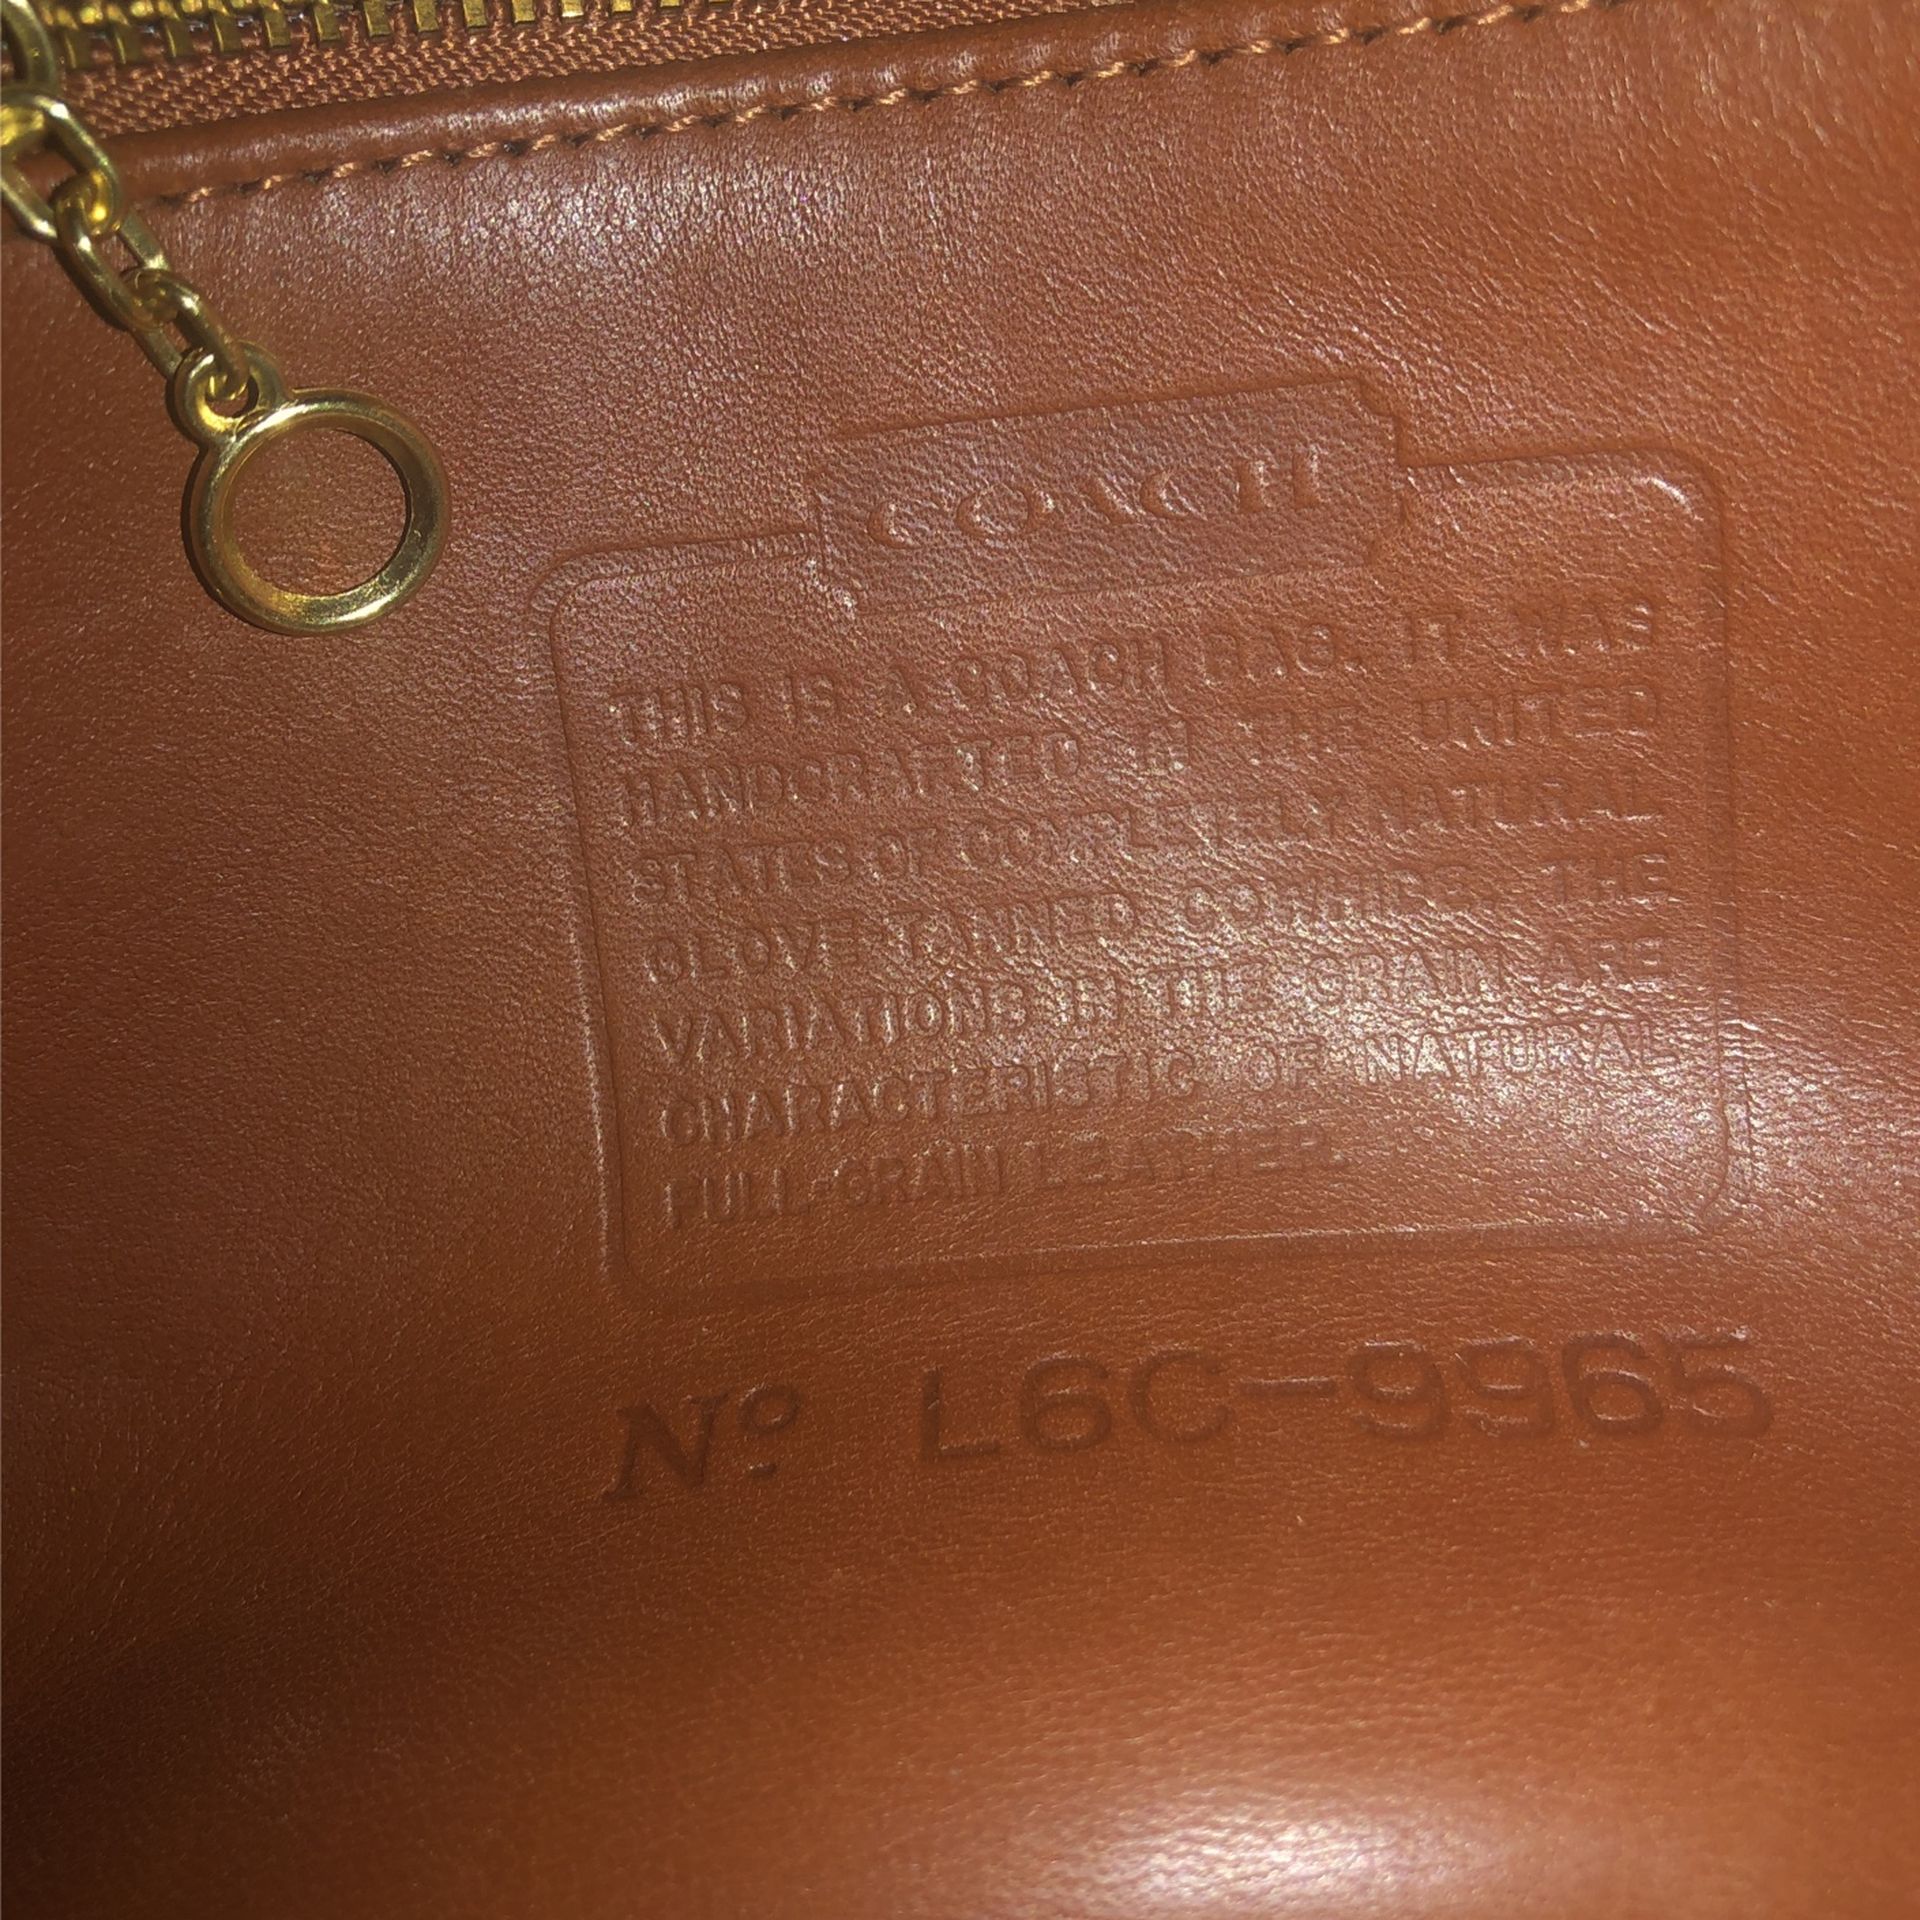 COACH
THIS IS A COACH BAG. IT WAS
HANDCRAFTED IN THE UNITED
STATES OF COMPLETELY NATURAL
GLOVE TANNED COWHIDE. THE
VARIATIONS IN THE GRAIN ARE
CHARACTERISTIC OF NATURAL
FULL GRAIN LEATHER.
Nº L6C-9965